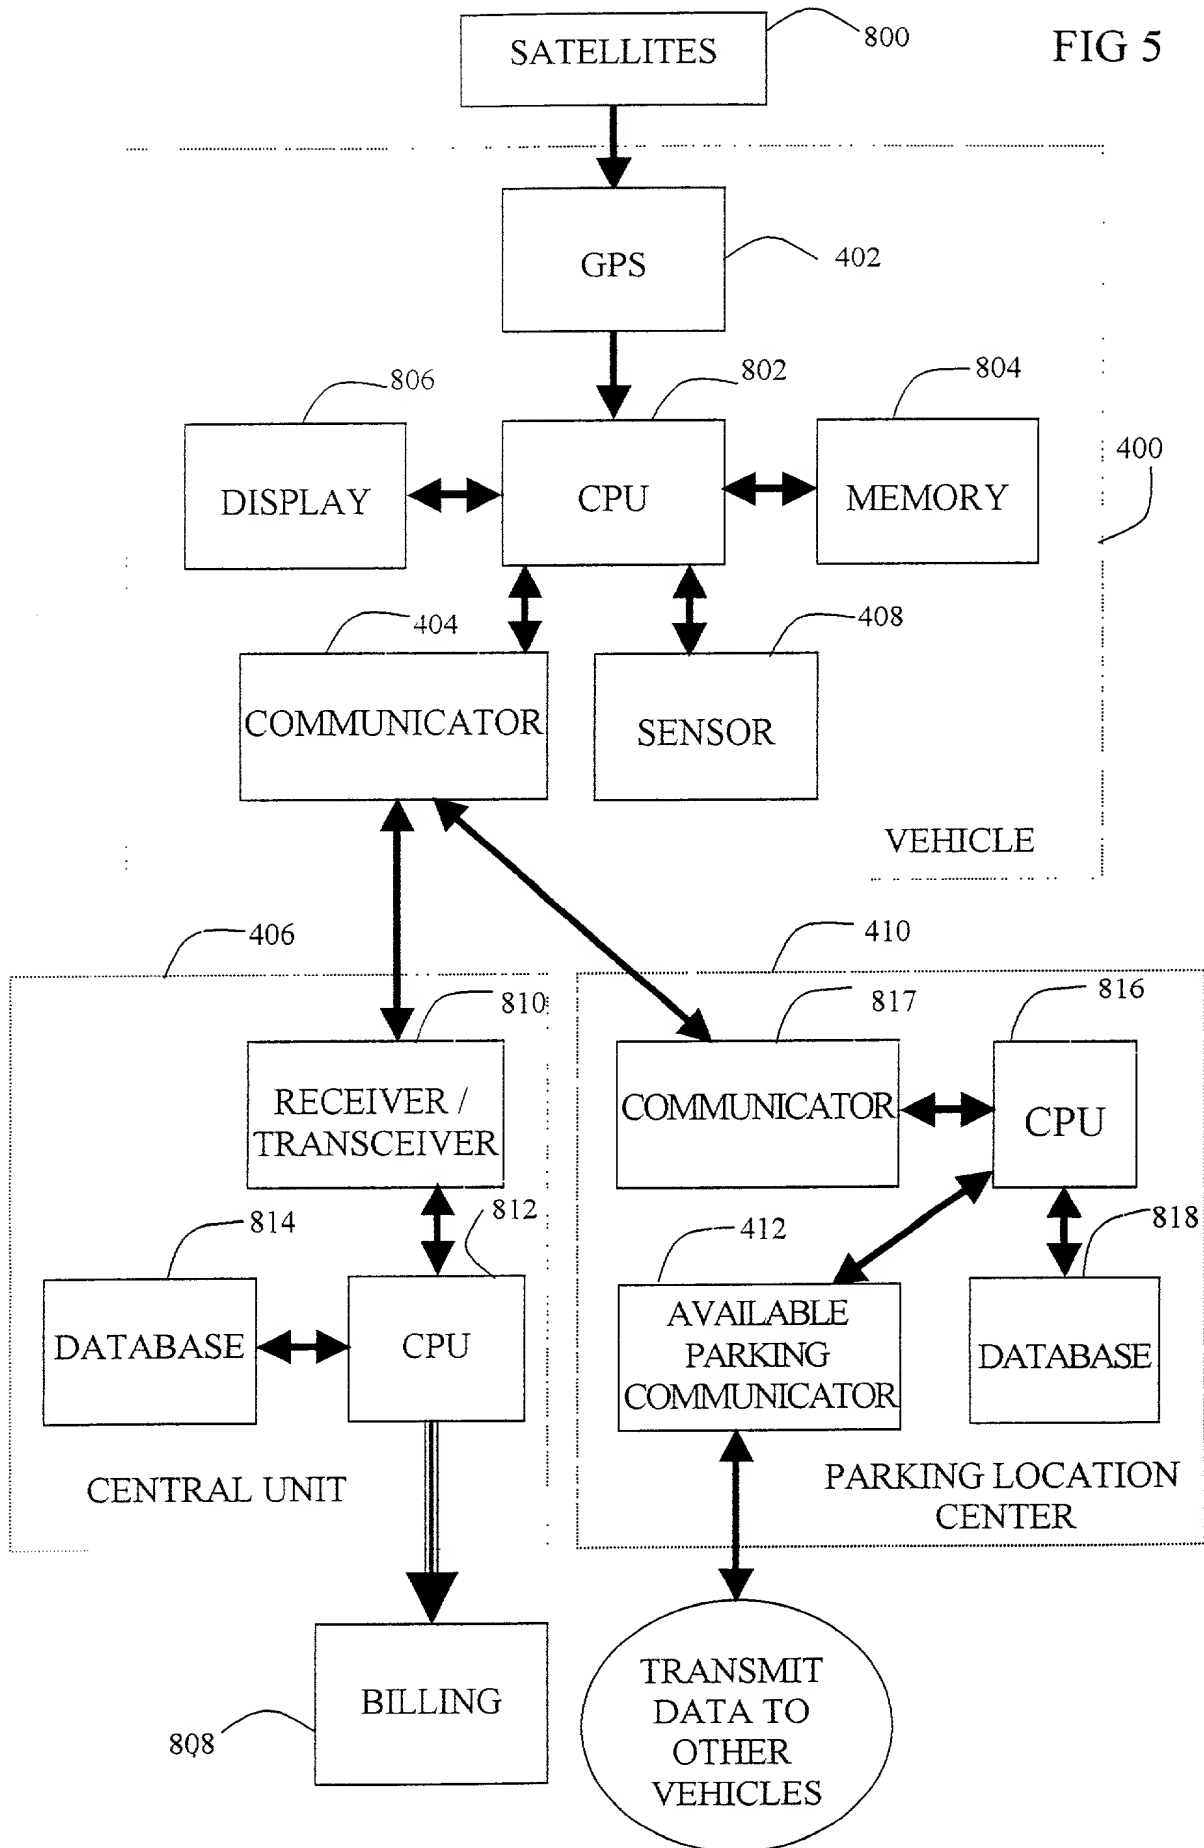 SATELLITES
800
FIG 5
GPS
402
806
802
804
400
DISPLAY
CPU
MEMORY
404
408
COMMUNICATOR
SENSOR
VEHICLE
406
410
810
817
816
RECEIVER /
TRANSCEIVER
COMMUNICATOR
CPU
814
812
412
818
DATABASE
CPU
AVAILABLE
PARKING
COMMUNICATOR
DATABASE
CENTRAL UNIT
PARKING LOCATION
CENTER
BILLING
808
TRANSMIT
DATA TO
OTHER
VEHICLES